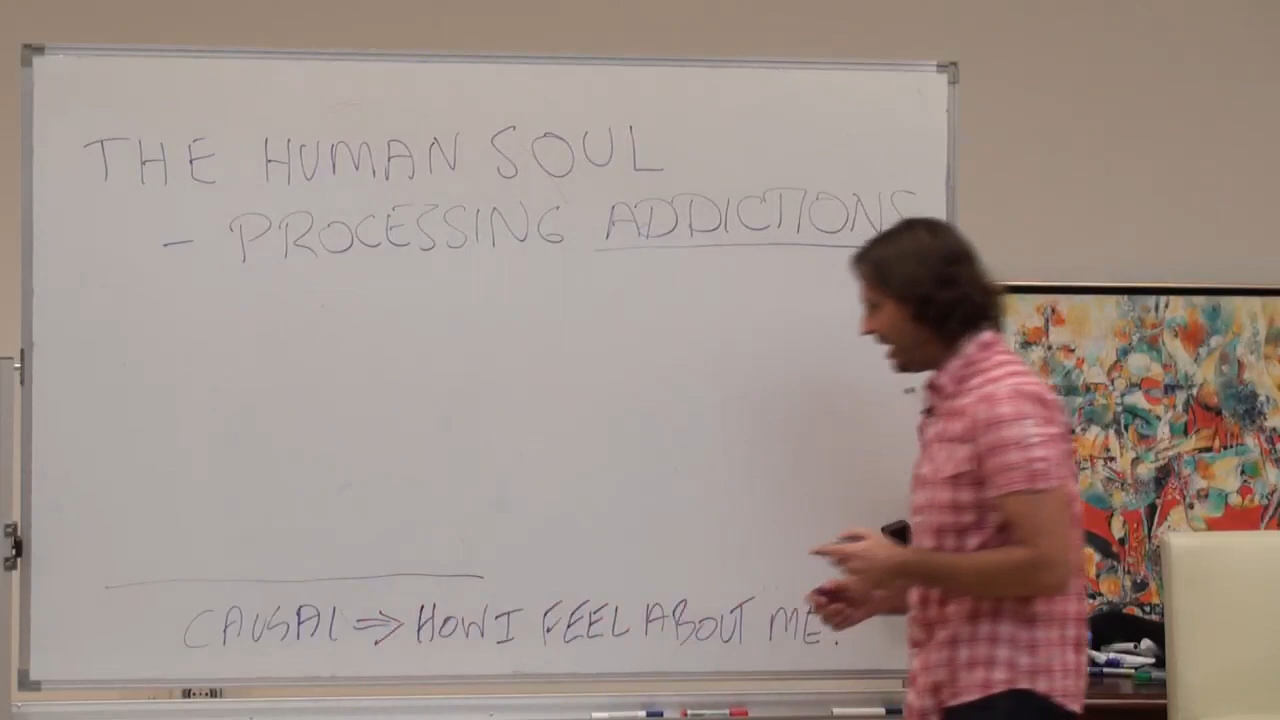 THE HUMAN SOUL
- PROCESSING ADDICTIONS
CAUSAL ⇒ HOW I FEEL ABOUT ME.